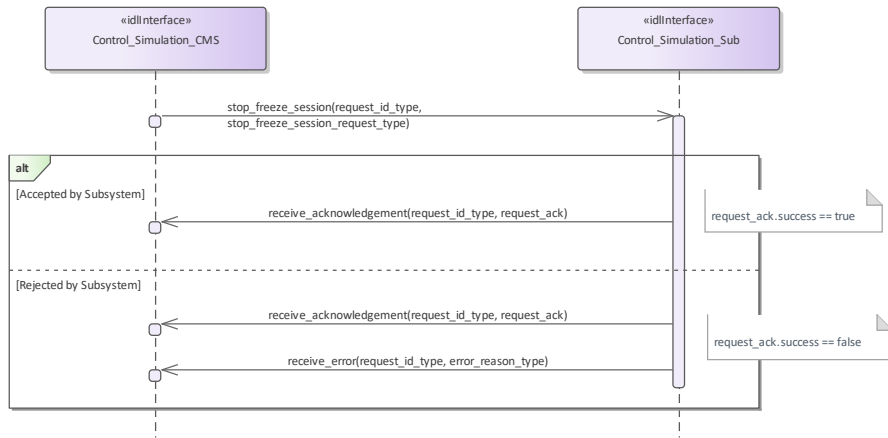 «idlInterface»
Control_Simulation_CMS
«idlInterface»
Control_Simulation_Sub
stop_freeze_session(request_id_type,
stop_freeze_session_request_type)
alt
[Accepted by Subsystem]
receive_acknowledgement(request_id_type, request_ack)
request_ack.success == true
[Rejected by Subsystem]
receive_acknowledgement(request_id_type, request_ack)
request_ack.success == false
receive_error(request_id_type, error_reason_type)